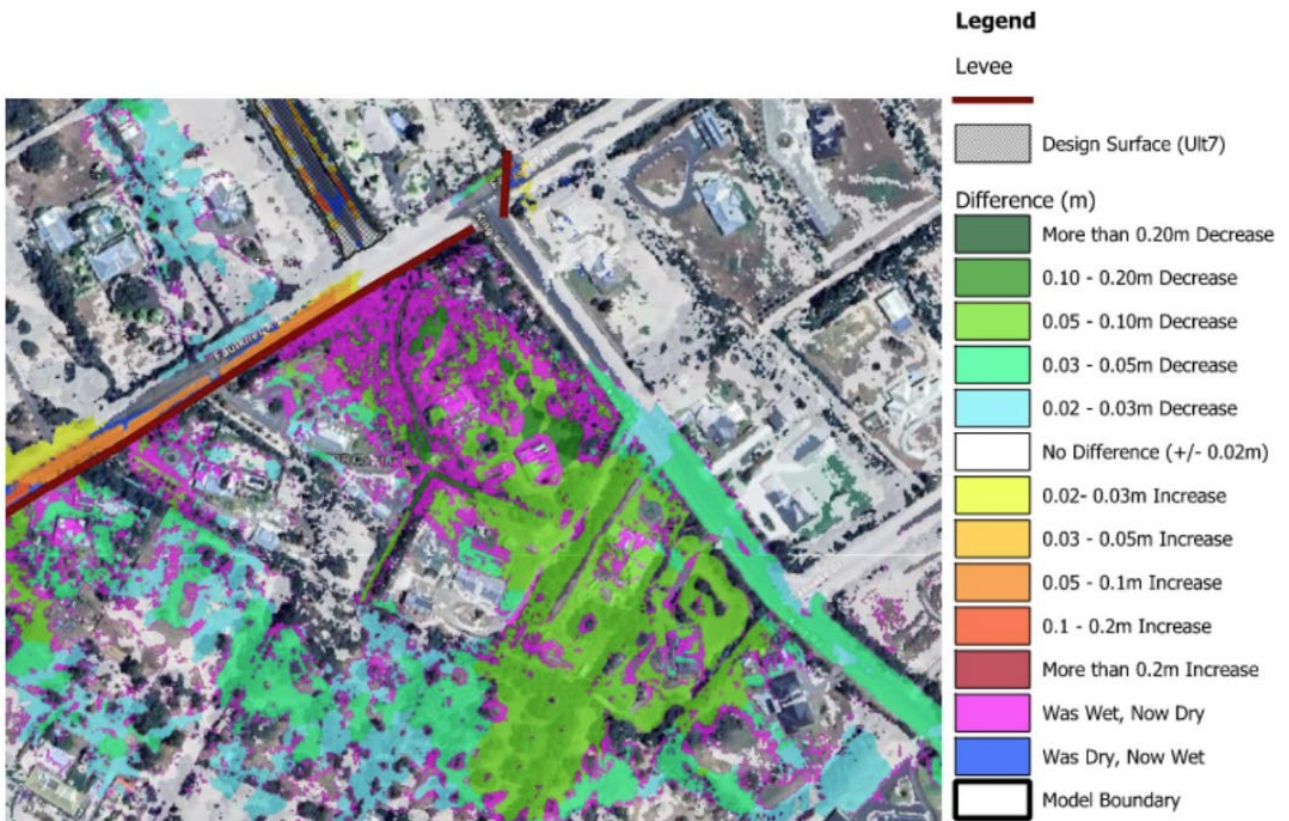 Legend
Levee
Design Surface (Ult7)
Difference (m)
More than 0.20m Decrease
0.10 - 0.20m Decrease
0.05 - 0.10m Decrease
0.03 - 0.05m Decrease
0.02 - 0.03m Decrease
No Difference (+/- 0.02m)
0.02- 0.03m Increase
0.03 - 0.05m Increase
0.05 - 0.1m Increase
0.1 - 0.2m Increase
More than 0.2m Increase
Was Wet, Now Dry
Was Dry, Now Wet
Model Boundary